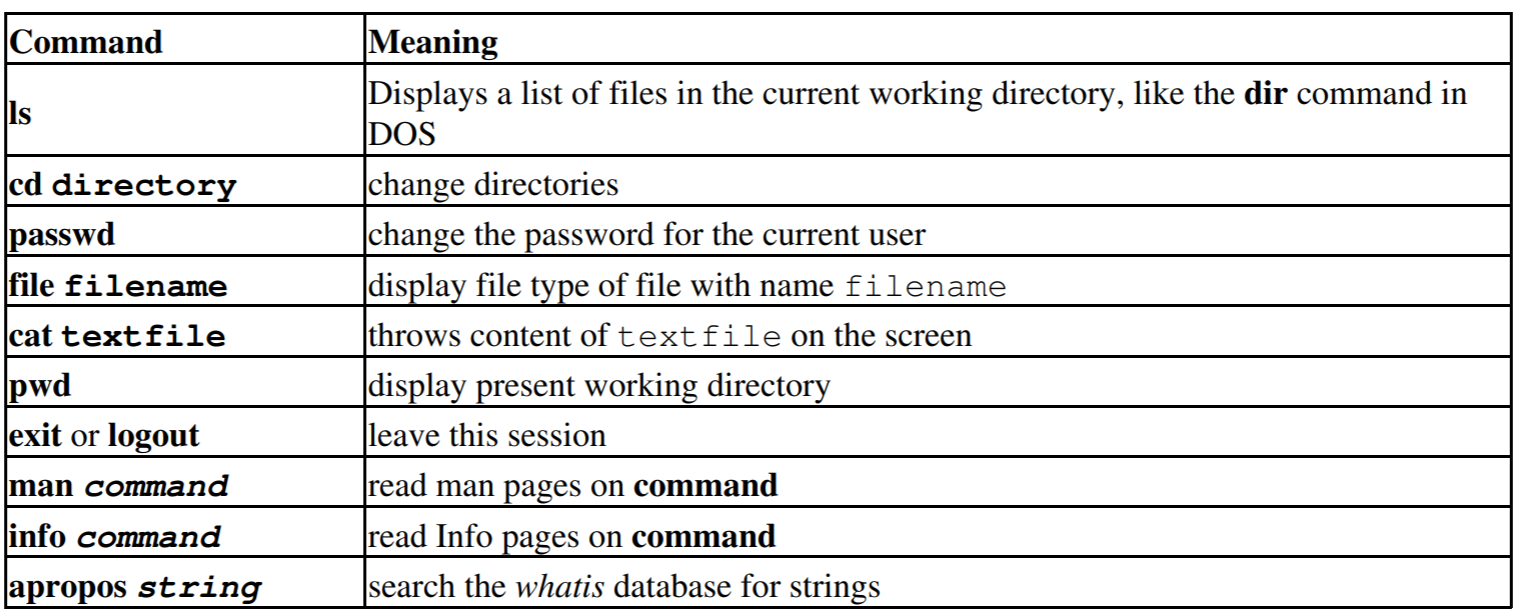 Command Meaning
ls Displays a list of files in the current working directory, like the dir command in
DOS
cd directory change directories
passwd change the password for the current user
file filename display file type of file with name filename
cat textfile throws content of textfile on the screen
pwd display present working directory
exit or logout leave this session
man command read man pages on command
info command read Info pages on command
apropos string search the whatis database for strings